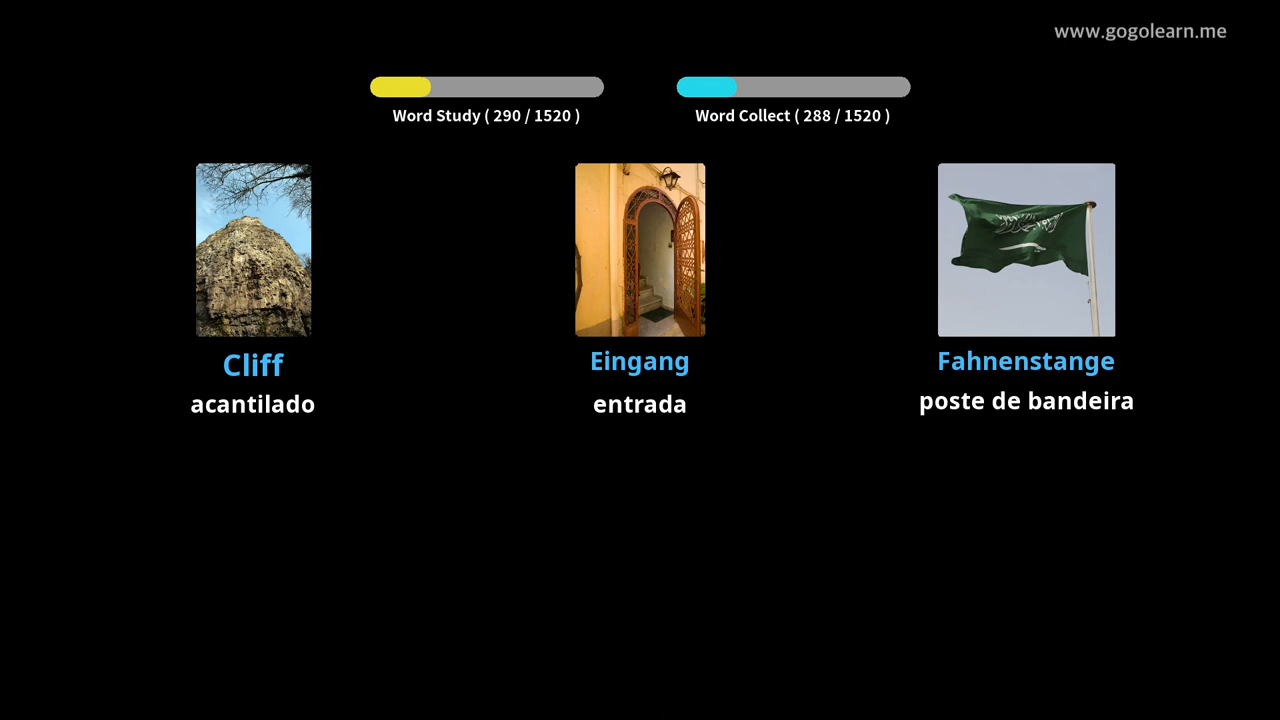 www.gogolearn.me
Word Study ( 290 / 1520 )
Word Collect ( 288 / 1520 )
Cliff
acantilado
Eingang
entrada
Fahnenstange
poste de bandeira